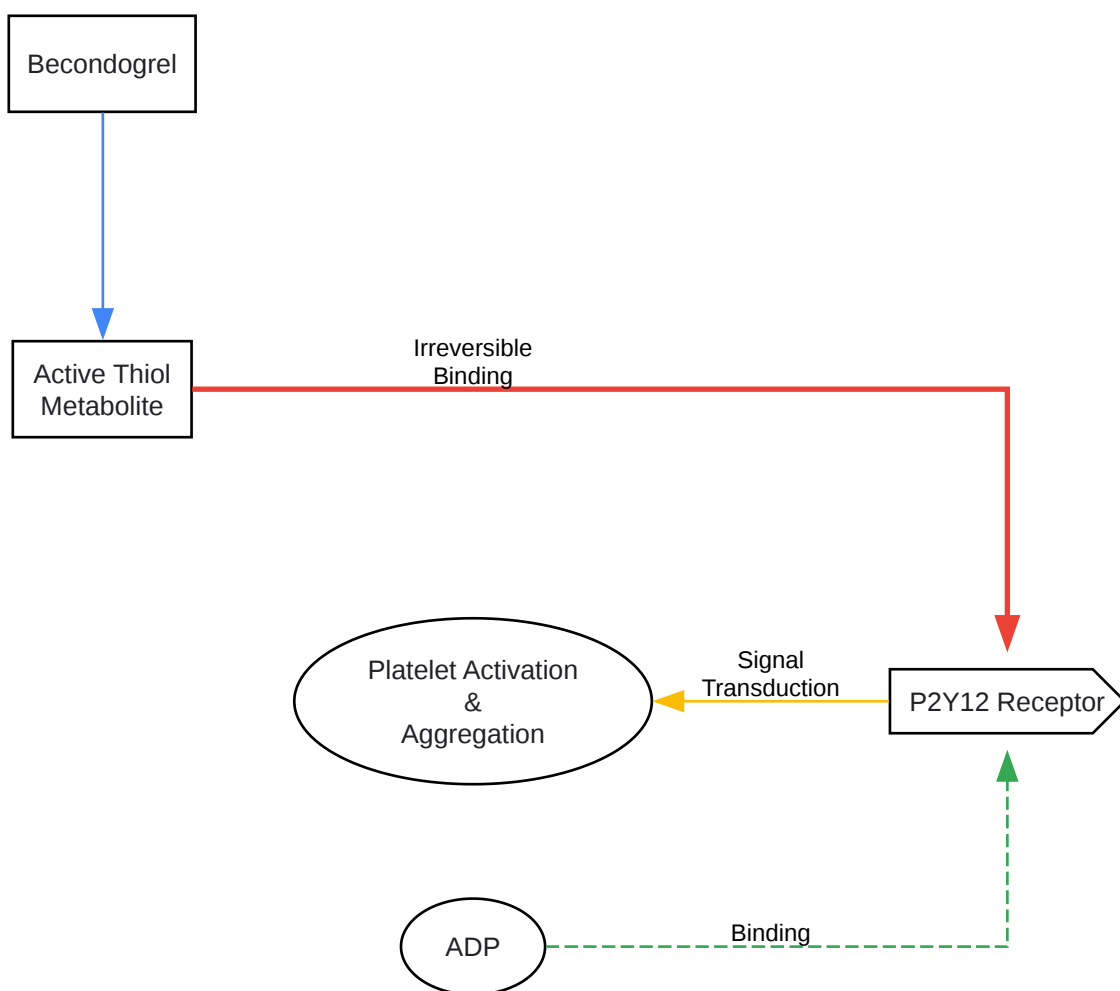 Becondogrel
Active Thiol
Metabolite
Irreversible
Binding
Platelet Activation
&
Aggregation
Signal
Transduction
P2Y12 Receptor
ADP
Binding